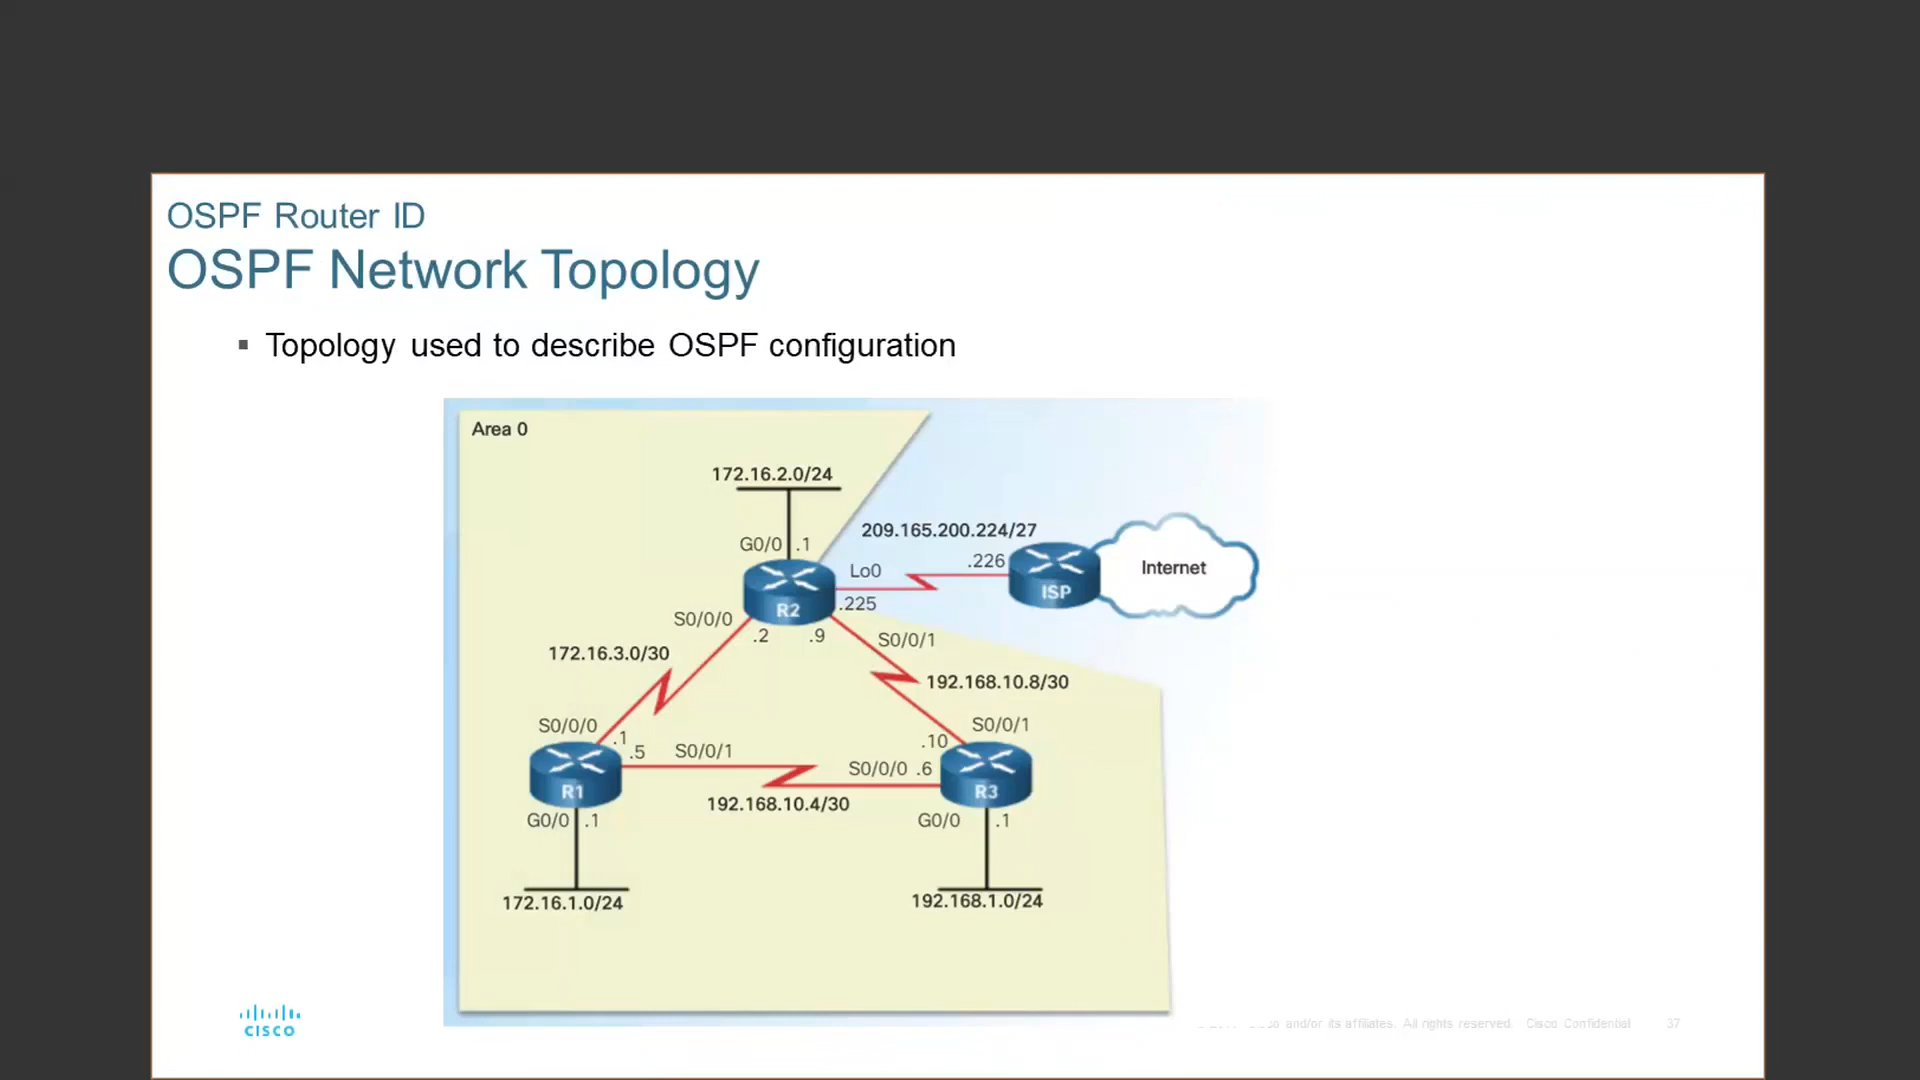 OSPF Router ID
OSPF Network Topology
▪ Topology used to describe OSPF configuration
Area 0
172.16.2.0/24
G0/0 .1
209.165.200.224/27
.226
Lo0
.225
ISP
Internet
R2
S0/0/0
.2 .9
S0/0/1
172.16.3.0/30
192.168.10.8/30
S0/0/0
.1
.5
S0/0/1
S0/0/1
.10
S0/0/0 .6
R1
R3
192.168.10.4/30
G0/0 .1
G0/0 .1
172.16.1.0/24
192.168.1.0/24
CISCO
and/or its affiliates. All rights reserved. Cisco Confidential 37